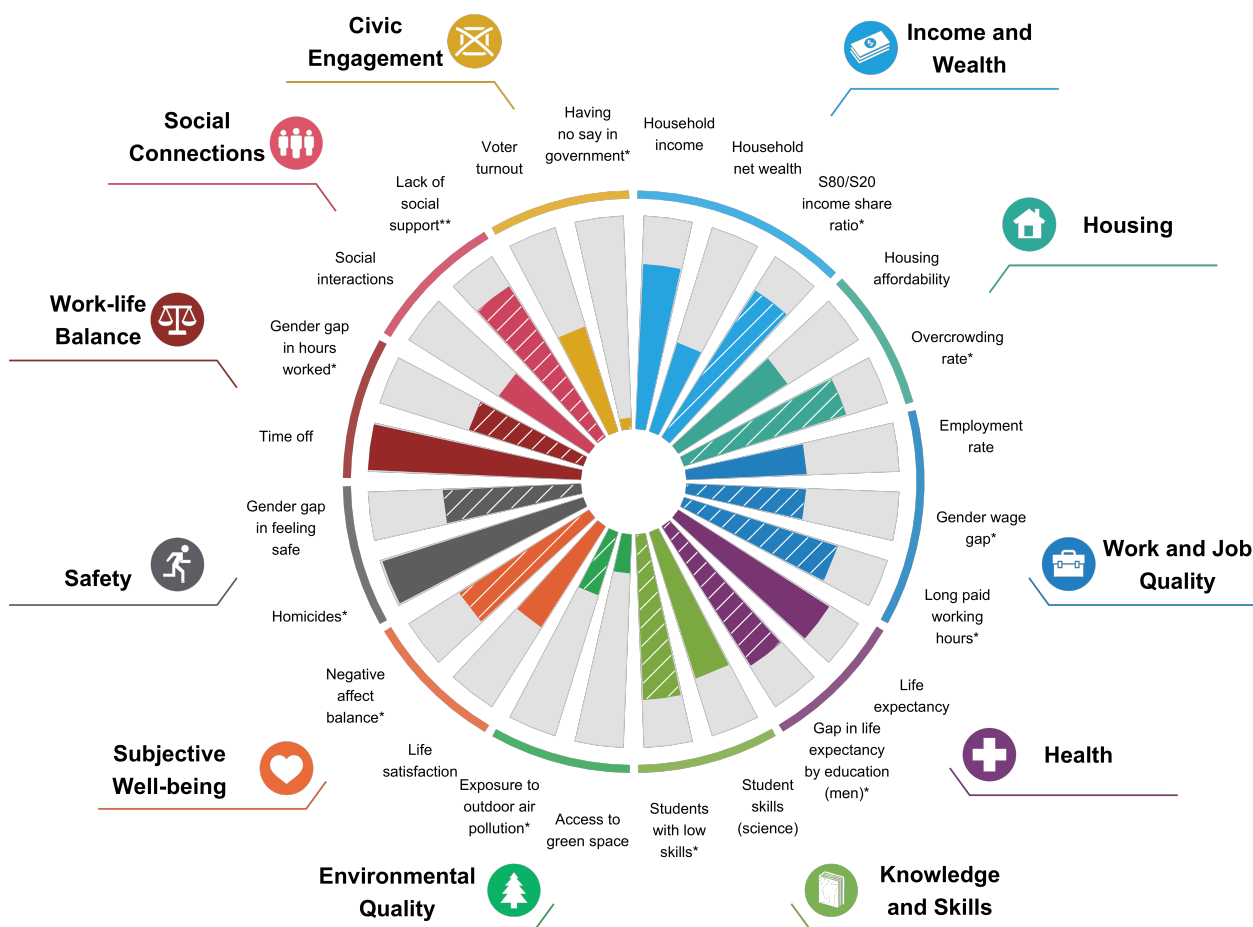 Civic
Engagement
Income and
Wealth
Social
Connections
Having
no say in
government*
Household
income
Voter
turnout
Household
net wealth
Lack of
social
support**
S80/S20
income share
ratio*
Housing
Social
interactions
Housing
affordability
Work-life
Balance
Gender gap
in hours
worked*
Overcrowding
rate*
Time off
Employment
rate
Gender gap
in feeling
safe
Gender wage
gap*
Work and Job
Quality
Safety
Homicides*
Long paid
working
hours*
Negative
affect
balance*
Life
expectancy
Subjective
Well-being
Life
satisfaction
Gap in life
expectancy
by education
(men)*
Health
Exposure to
outdoor air
pollution*
Access to
green space
Students
with low
skills*
Student
skills
(science)
Environmental
Quality
Knowledge
and Skills